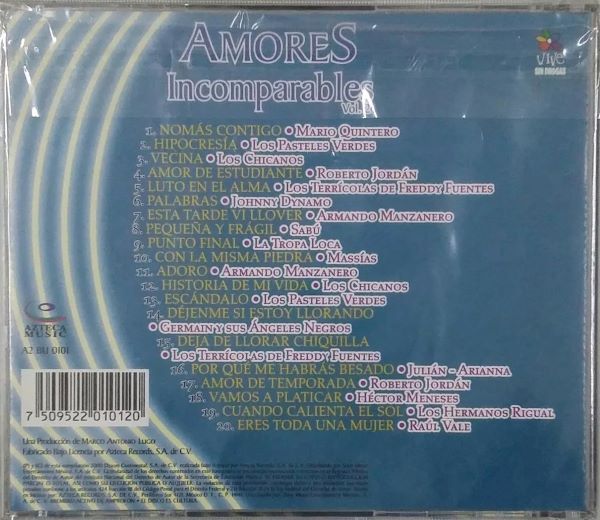 AMORES
Incomparables
Vol. 2
ViVe
SIN DROGAS
1. NOMÁS CONTIGO • MARIO QUINTERO
2. HIPOCRESÍA • LOS PASTELES VERDES
3. VECINA • LOS CHICANOS
4. AMOR DE ESTUDIANTE • ROBERTO JORDÁN
5. LUTO EN EL ALMA • LOS TERRÍCOLAS DE FREDDY FUENTES
6. PALABRAS • JOHNNY DYNAMO
7. ESTA TARDE VI LLOVER • ARMANDO MANZANERO
8. PEQUEÑA Y FRÁGIL • SABÚ
9. PUNTO FINAL • LA TROPA LOCA
10. CON LA MISMA PIEDRA • MASSÍAS
11. ADORO • ARMANDO MANZANERO
12. HISTORIA DE MI VIDA • LOS CHICANOS
13. ESCÁNDALO • LOS PASTELES VERDES
14. DÉJENME SI ESTOY LLORANDO
• GERMAIN Y SUS ÁNGELES NEGROS
15. DEJA DE LLORAR CHIQUILLA
• LOS TERRÍCOLAS DE FREDDY FUENTES
16. POR QUÉ ME HABRÁS BESADO • JULIÁN - ARIANNA
17. AMOR DE TEMPORADA • ROBERTO JORDÁN
18. VAMOS A PLATICAR • HÉCTOR MENESES
19. CUANDO CALIENTA EL SOL • LOS HERMANOS RIGUAL
20. ERES TODA UNA MUJER • RAÚL VALE
AZTECA
MUSIC
A2 BU 0101
7 509522 010120
Una Producción de MARCO ANTONIO LUGO
Fabricado Bajo Licencia por Azteca Records, S.A. de C.V.